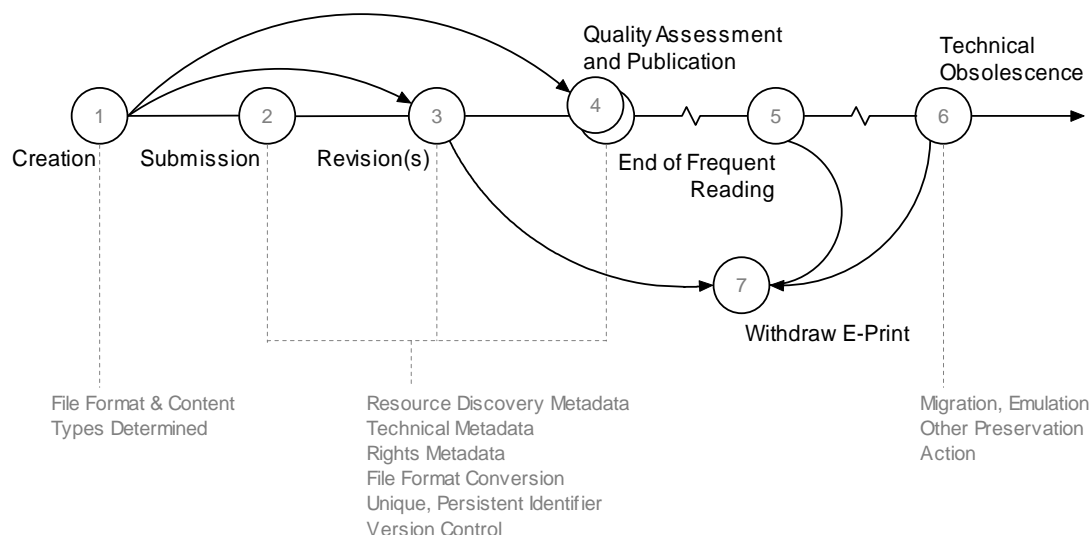 Quality Assessment
and Publication
Technical
Obsolescence
1
2
3
4
5
6
Creation
Submission
Revision(s)
End of Frequent
Reading
7
Withdraw E-Print
File Format & Content
Types Determined
Resource Discovery Metadata
Technical Metadata
Rights Metadata
File Format Conversion
Unique, Persistent Identifier
Version Control
Migration, Emulation
Other Preservation
Action